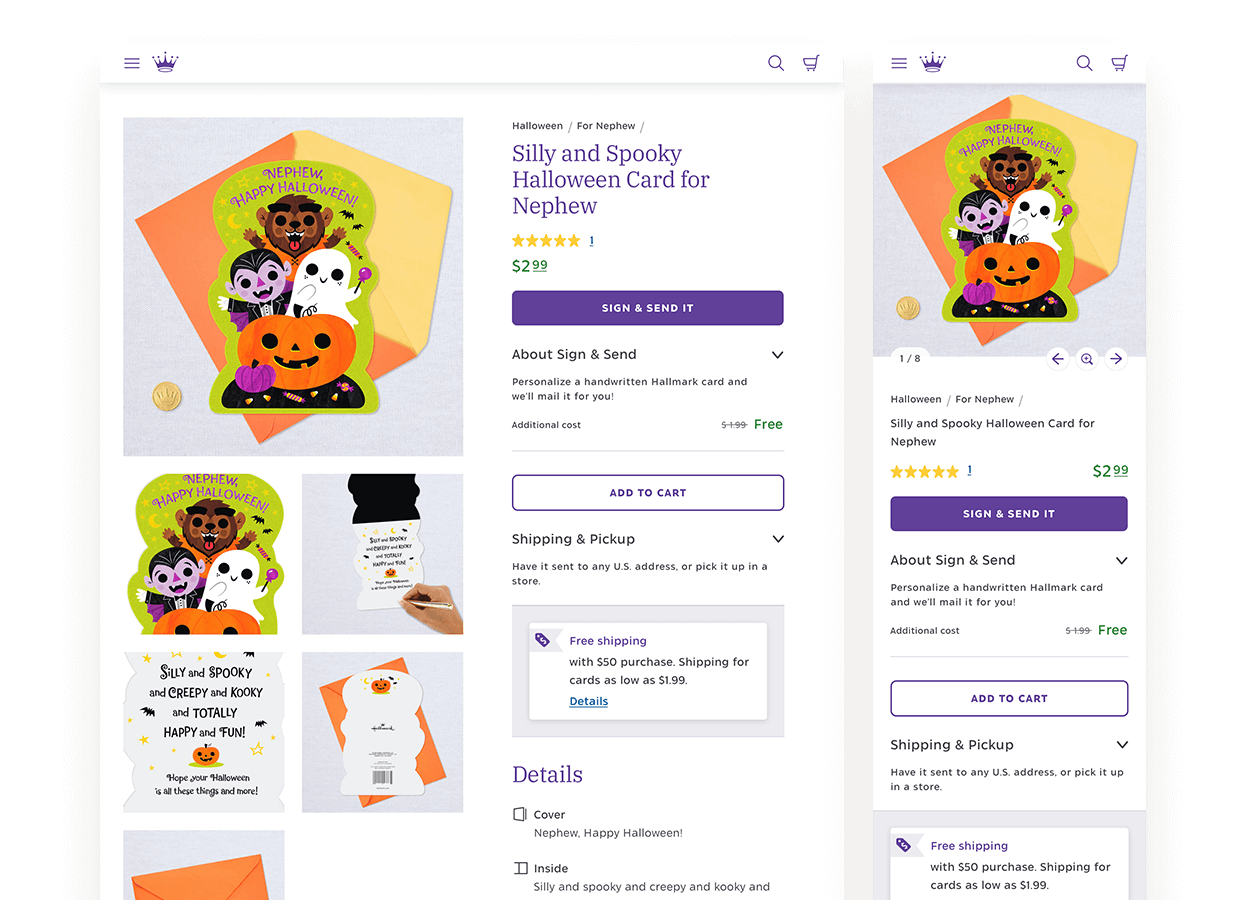 NEPHEW,
HAPPY HALLOWEEN!
NEPHEW,
HAPPY HALLOWEEN!
SILLY and SPOOKY
and CREEPY and KOOKY
and TOTALLY
HAPPY and FUN!
Hope your Halloween
is all these things and more!
SILLY and SPOOKY
and CREEPY and KOOKY
and TOTALLY
HAPPY and FUN!
Hope your Halloween
is all these things and more!
Hallmark
Halloween / For Nephew /
Silly and Spooky
Halloween Card for
Nephew
1
$2 99
SIGN & SEND IT
About Sign & Send
Personalize a handwritten Hallmark card and
we'll mail it for you!
Additional cost $ 1.99 Free
ADD TO CART
Shipping & Pickup
Have it sent to any U.S. address, or pick it up in a
store.
Free shipping
with $50 purchase. Shipping for
cards as low as $1.99.
Details
Details
Cover
Nephew, Happy Halloween!
Inside
Silly and spooky and creepy and kooky and
NEPHEW,
HAPPY HALLOWEEN!
1 / 8
Halloween / For Nephew /
Silly and Spooky Halloween Card for
Nephew
1 $2 99
SIGN & SEND IT
About Sign & Send
Personalize a handwritten Hallmark card
and we'll mail it for you!
Additional cost $ 1.99 Free
ADD TO CART
Shipping & Pickup
Have it sent to any U.S. address, or pick it up
in a store.
Free shipping
with $50 purchase. Shipping for
cards as low as $1.99.